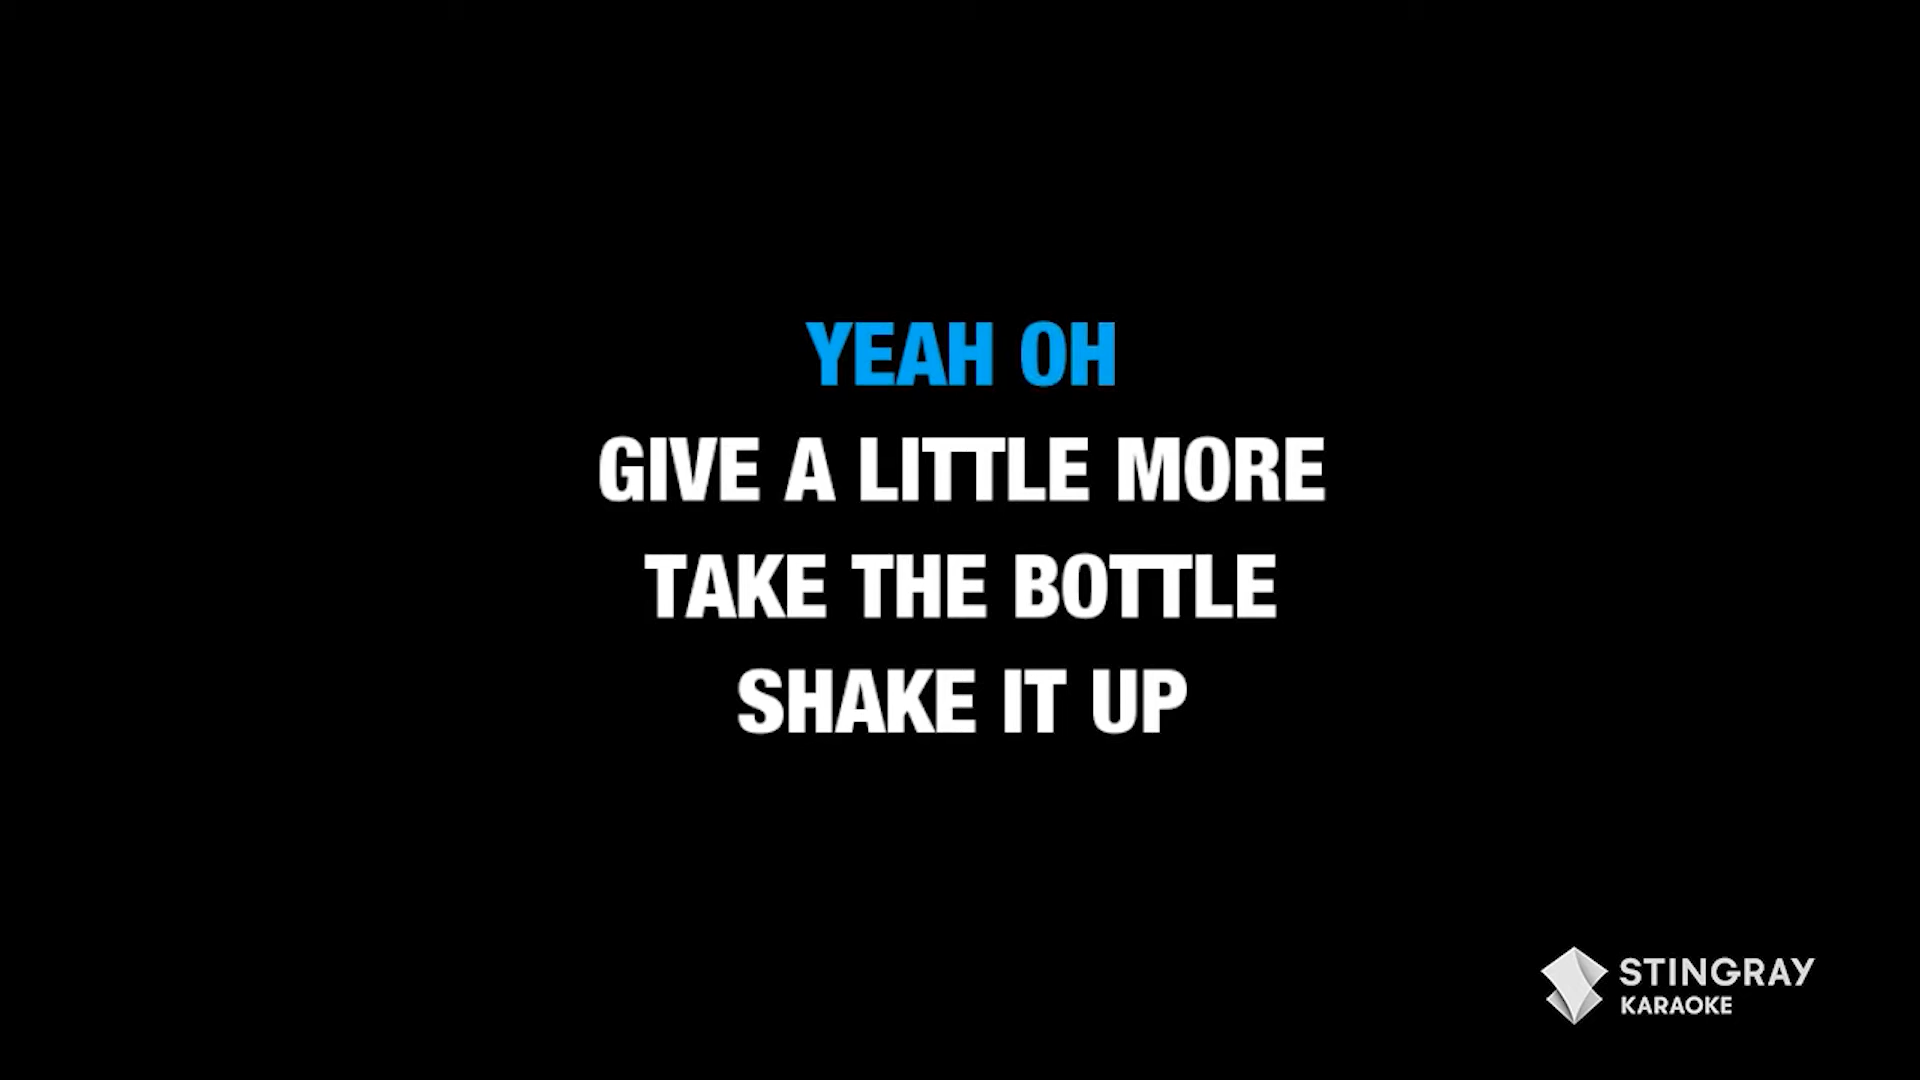 YEAH OH
GIVE A LITTLE MORE
TAKE THE BOTTLE
SHAKE IT UP
STINGRAY
KARAOKE